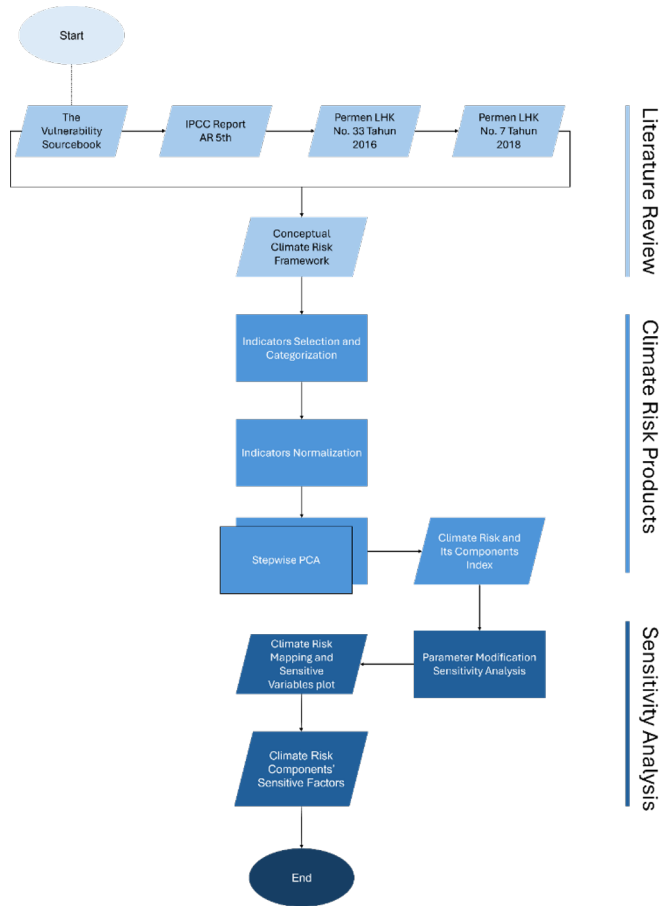 Start
The
Vulnerability
Sourcebook
IPCC Report
AR 5th
Permen LHK
No. 33 Tahun
2016
Permen LHK
No. 7 Tahun
2018
Literature Review
Conceptual
Climate Risk
Framework
Indicators Selection and
Categorization
Indicators Normalization
Climate Risk Products
Stepwise PCA
Climate Risk and
Its Components
Index
Parameter Modification
Sensitivity Analysis
Climate Risk
Mapping and
Sensitive
Variables plot
Sensitivity Analysis
Climate Risk
Components'
Sensitive Factors
End